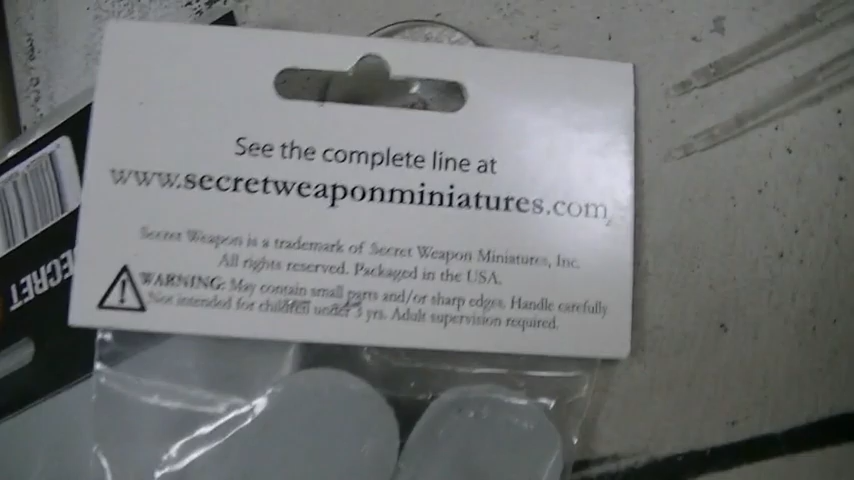 See the complete line at
www.secretweaponminiatures.com
Secret Weapon is a trademark of Secret Weapon Miniatures, Inc.
All rights reserved. Packaged in the USA.
WARNING: May contain small parts and/or sharp edges. Handle carefully
Not intended for children under 3 yrs. Adult supervision required.
SECRET